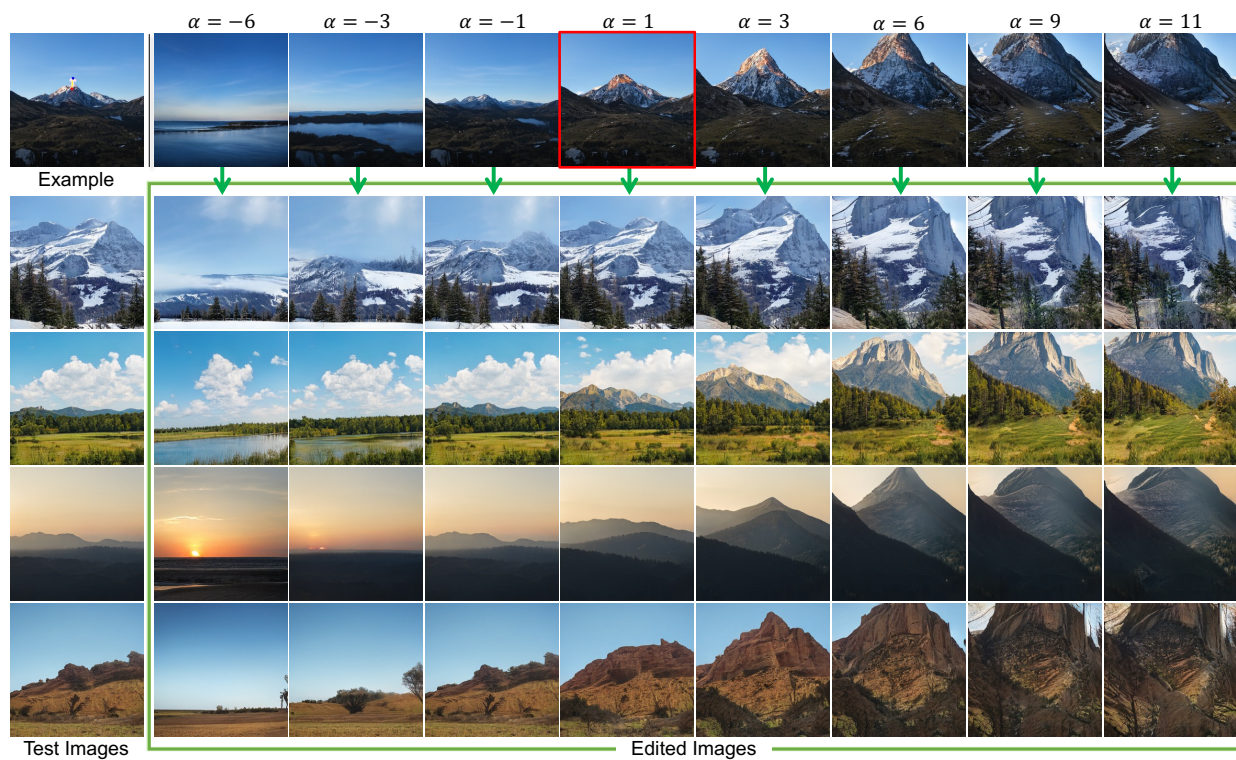 α = −6 α = −3 α = −1 α = 1 α = 3 α = 6 α = 9 α = 11
Example
Test Images
Edited Images